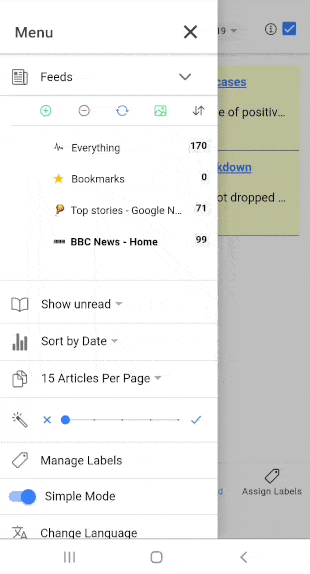 Menu
19
Feeds
cases
Everything 170
e of positiv...
Bookmarks 0
kdown
Top stories - Google N... 71
ot dropped ...
BBC News - Home 99
Show unread
Sort by Date
15 Articles Per Page
Manage Labels
d
Assign Labels
Simple Mode
Change Language